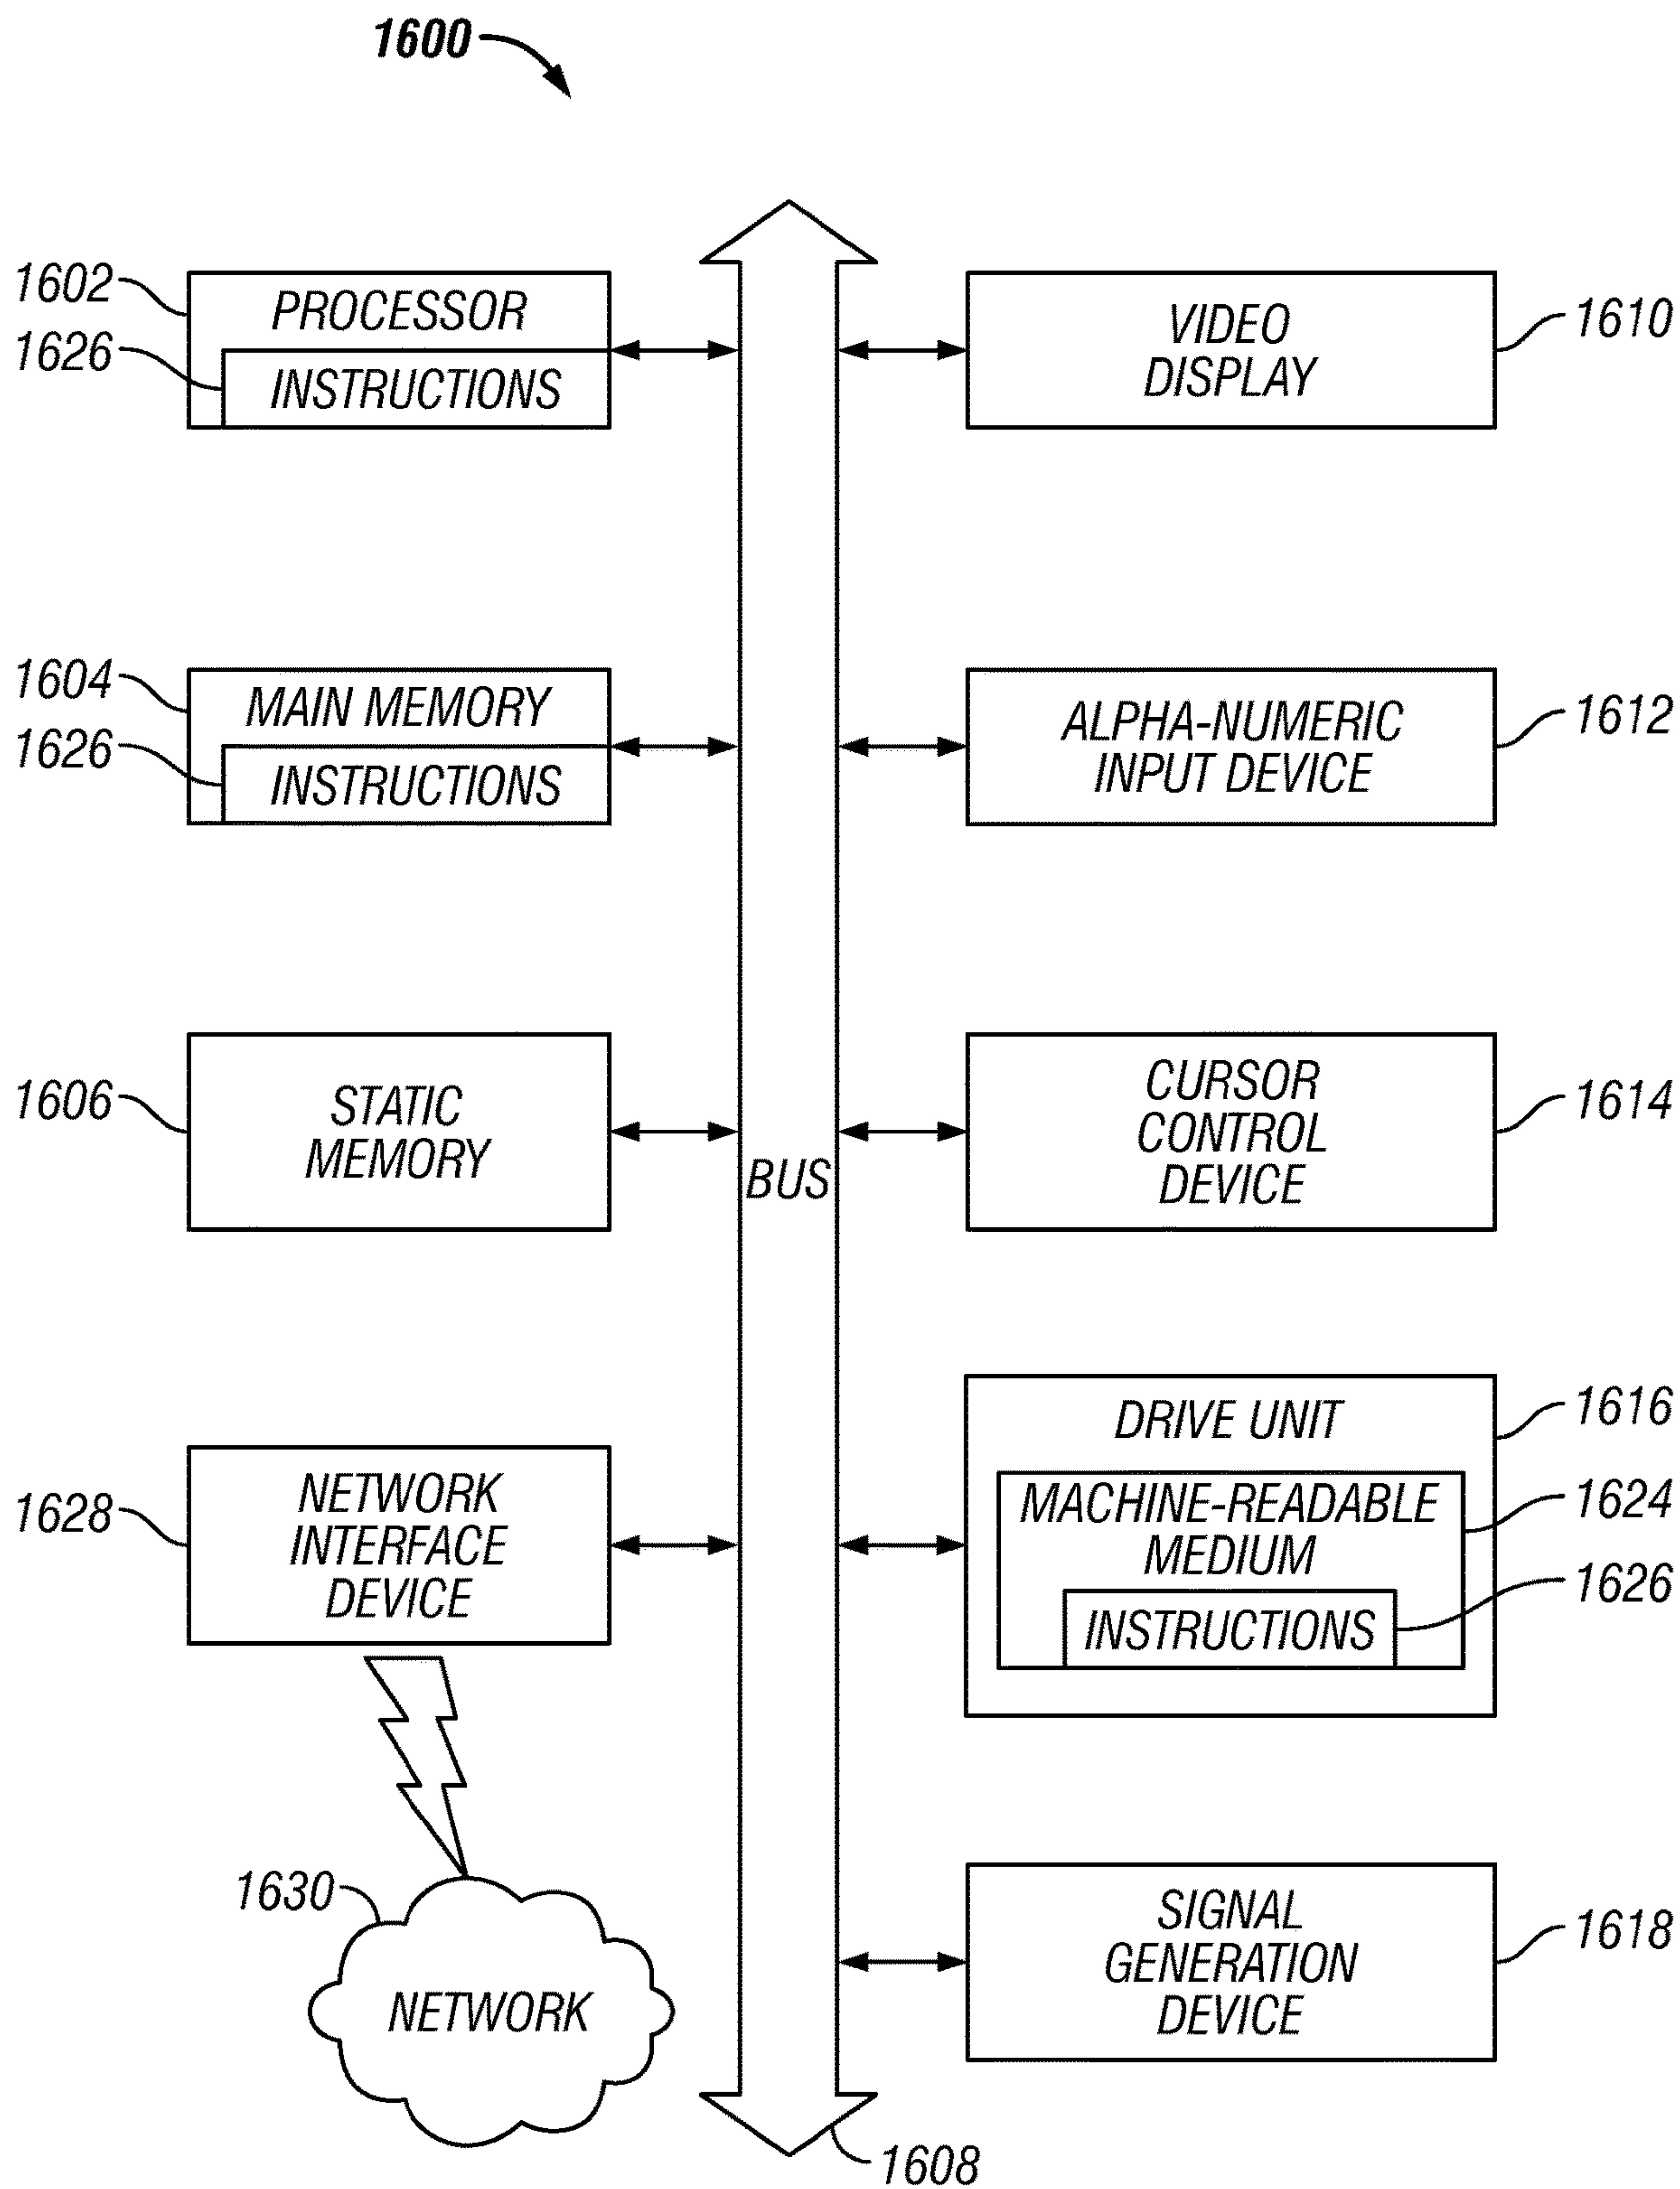 1600
1602
PROCESSOR
1626
INSTRUCTIONS
VIDEO
DISPLAY
1610
1604
MAIN MEMORY
1626
INSTRUCTIONS
ALPHA-NUMERIC
INPUT DEVICE
1612
1606
STATIC
MEMORY
BUS
CURSOR
CONTROL
DEVICE
1614
1628
NETWORK
INTERFACE
DEVICE
DRIVE UNIT
1616
MACHINE-READABLE
MEDIUM
1624
INSTRUCTIONS
1626
1630
NETWORK
SIGNAL
GENERATION
DEVICE
1618
1608